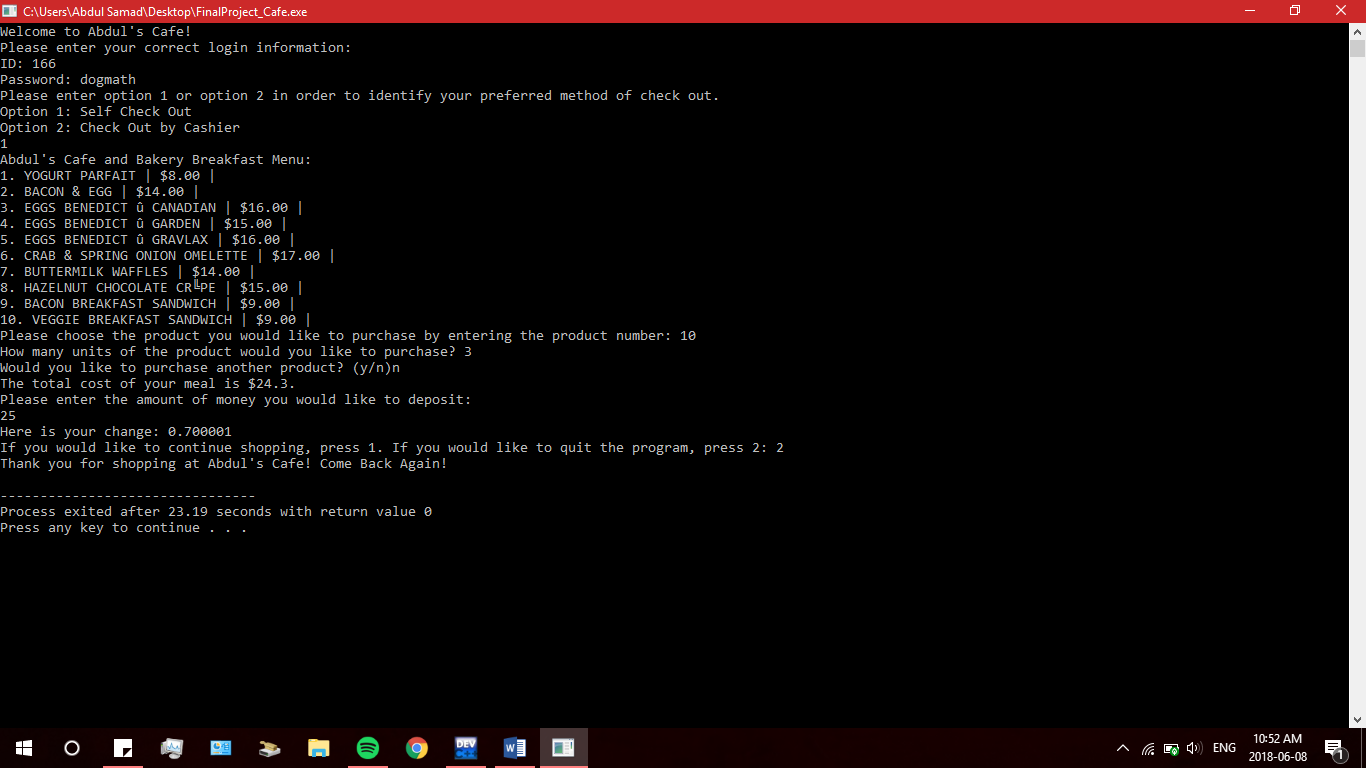 C:\Users\Abdul Samad\Desktop\FinalProject_Cafe.exe
Welcome to Abdul's Cafe!
Please enter your correct login information:
ID: 166
Password: dogmath
Please enter option 1 or option 2 in order to identify your preferred method of check out.
Option 1: Self Check Out
Option 2: Check Out by Cashier
1
Abdul's Cafe and Bakery Breakfast Menu:
1. YOGURT PARFAIT | $8.00 |
2. BACON & EGG | $14.00 |
3. EGGS BENEDICT û CANADIAN | $16.00 |
4. EGGS BENEDICT û GARDEN | $15.00 |
5. EGGS BENEDICT û GRAVLAX | $16.00 |
6. CRAB & SPRING ONION OMELETTE | $17.00 |
7. BUTTERMILK WAFFLES | $14.00 |
8. HAZELNUT CHOCOLATE CR╚PE | $15.00 |
9. BACON BREAKFAST SANDWICH | $9.00 |
10. VEGGIE BREAKFAST SANDWICH | $9.00 |
Please choose the product you would like to purchase by entering the product number: 10
How many units of the product would you like to purchase? 3
Would you like to purchase another product? (y/n)n
The total cost of your meal is $24.3.
Please enter the amount of money you would like to deposit:
25
Here is your change: 0.700001
If you would like to continue shopping, press 1. If you would like to quit the program, press 2: 2
Thank you for shopping at Abdul's Cafe! Come Back Again!
--------------------------------
Process exited after 23.19 seconds with return value 0
Press any key to continue . . .
DEV
W
ENG
10:52 AM
2018-06-08
1